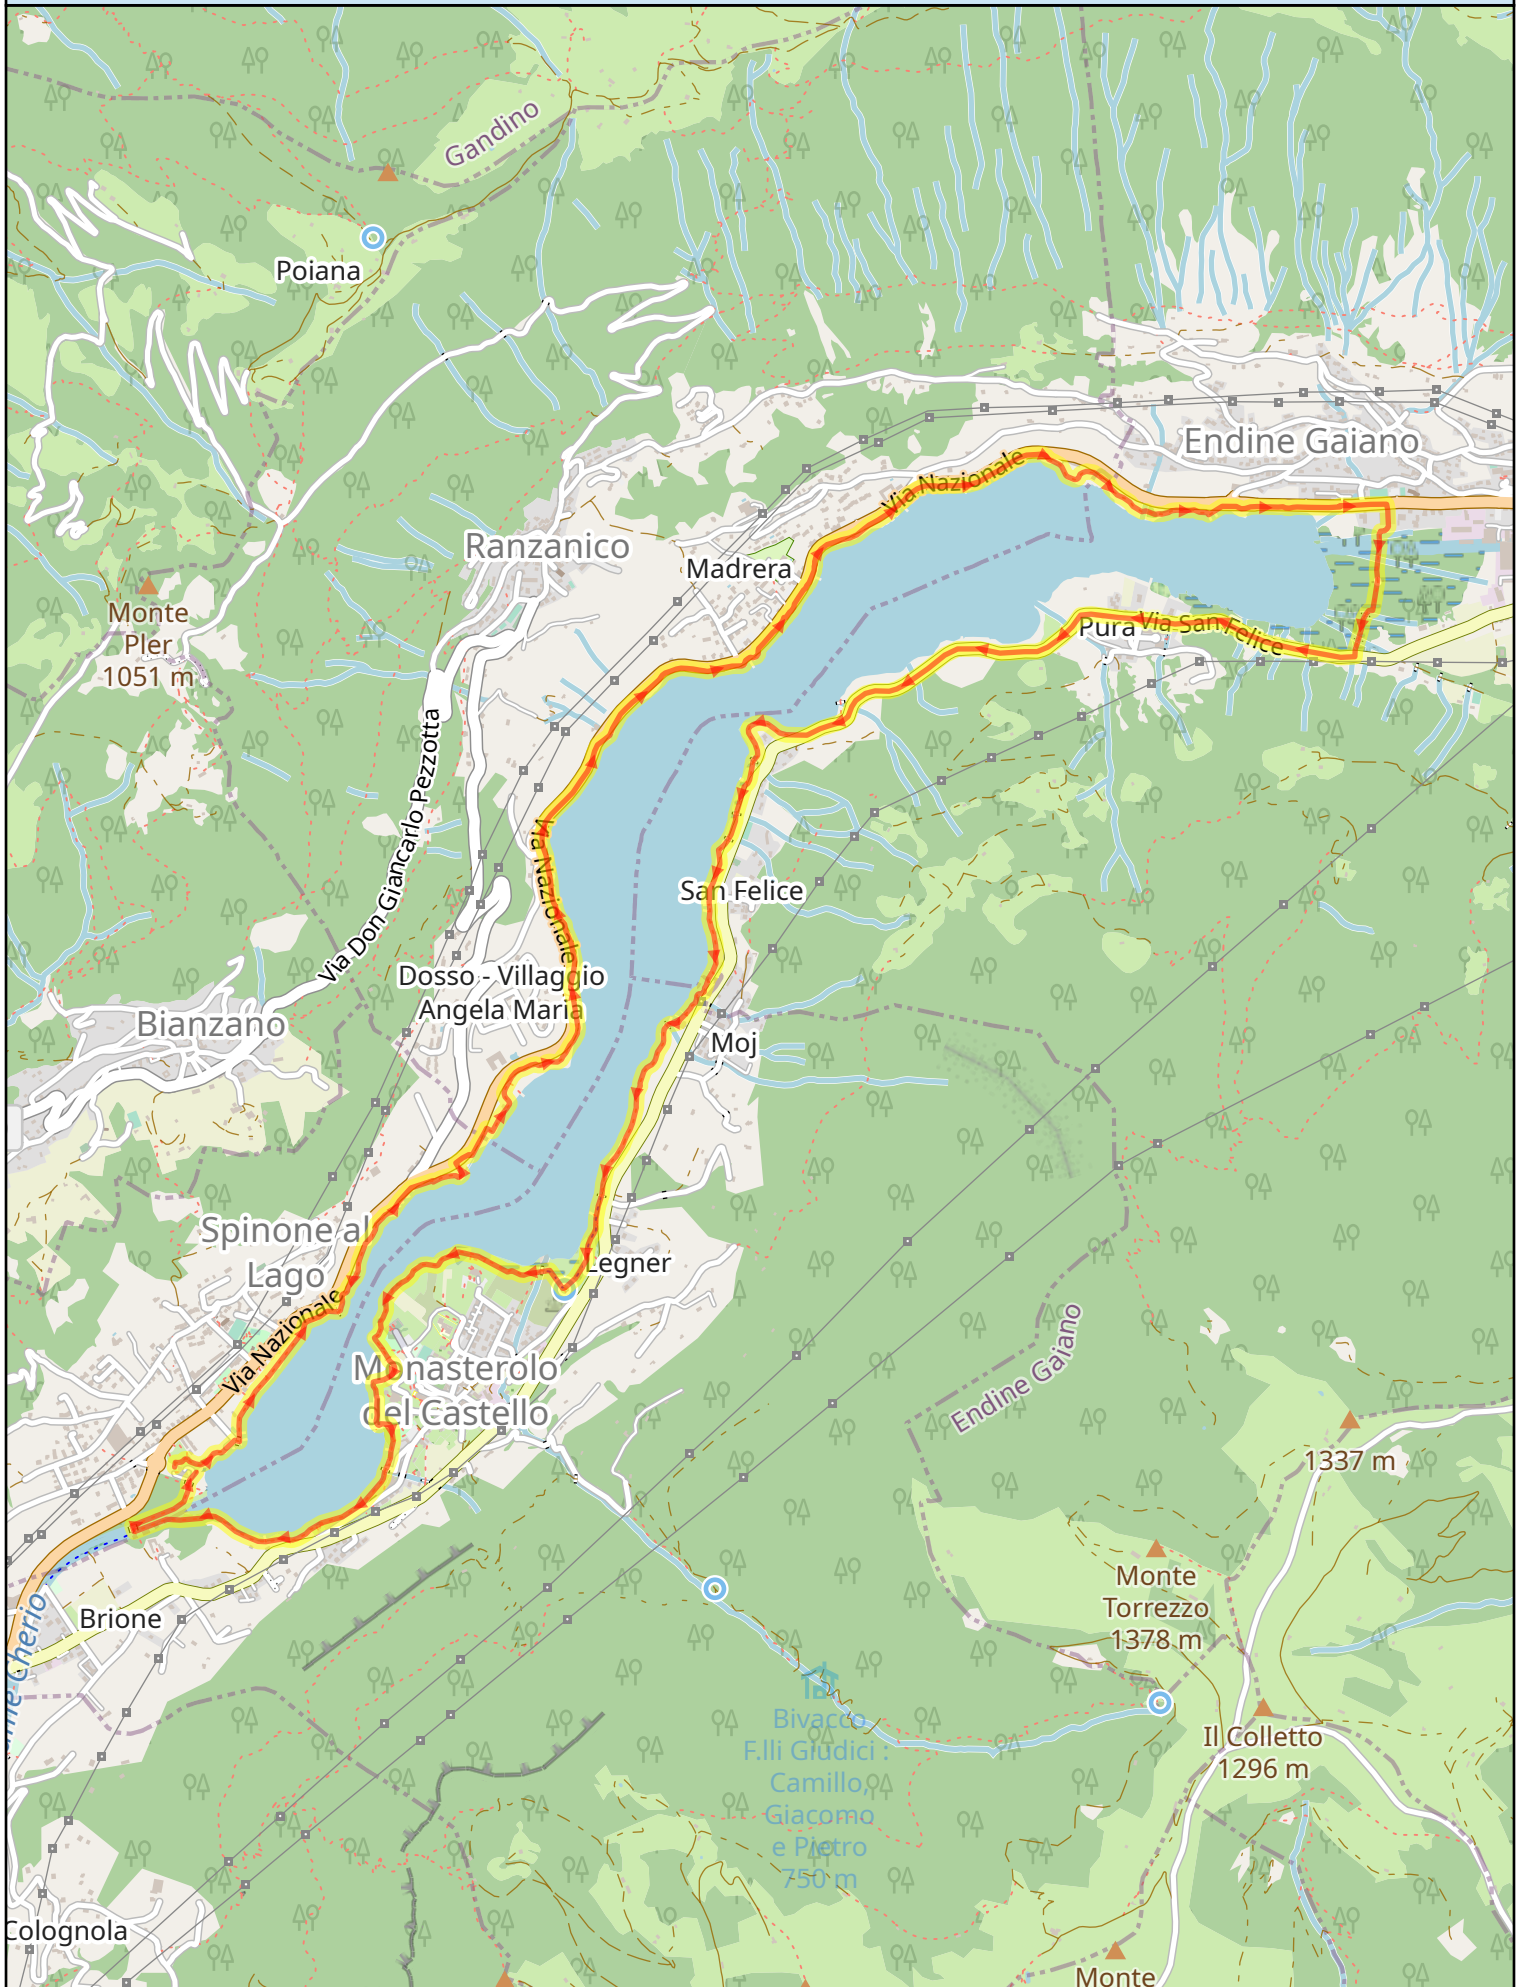 Gandino
Poiana
Endine Gaiano
Via Nazionale
Ranzanico
Madrera
Monte
Pler
1051 m
Pura
Via San Felice
Via Don Giancarlo Pezzotta
Via Nazionale
San Felice
Dosso - Villaggio
Angela Maria
Bianzano
Moj
Spinone al
Lago
Legner
Via Nazionale
Monasterolo
del Castello
Endine Gaiano
1337 m
Monte
Torrezzo
1378 m
Brione
Cherio
Bivacco
F.lli Giudici :
Camillo,
Giacomo
e Pietro
750 m
Il Colletto
1296 m
Colognola
Monte